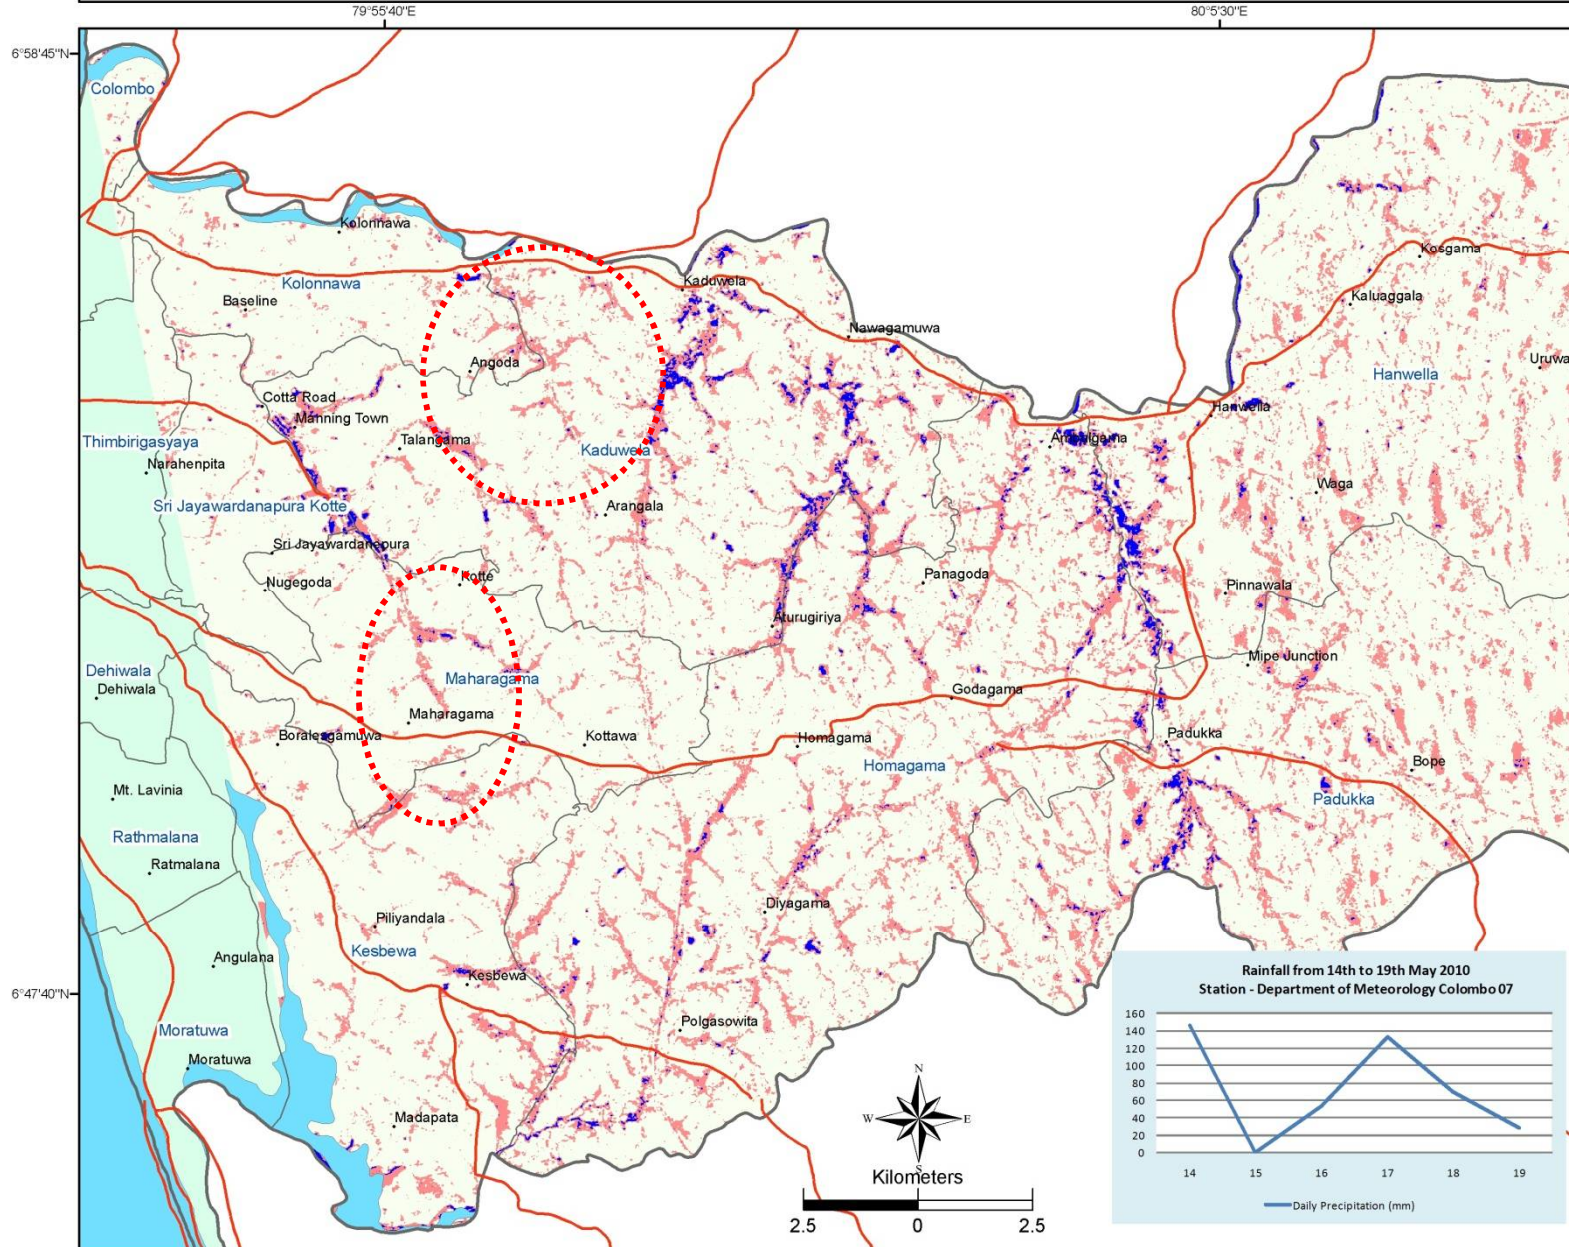 79°55'40"E
80°5'30"E
6°58'45"N
Colombo
Kolonnawa
Kosgama
Kolonnawa
Kaduwela
Baseline
Kaluaggala
Nawagamuwa
Angoda
Uruwa
Hanwella
Cotta Road
Manning Town
Hanwella
Thimbirigasyaya
Talangama
Kaduwela
Ambulgama
Narahenpita
Waga
Sri Jayawardanapura Kotte
Arangala
Sri Jayawardanepura
Nugegoda
Kotte
Panagoda
Pinnawala
Aturugiriya
Dehiwala
Mipe Junction
Dehiwala
Maharagama
Godagama
Maharagama
Boralesgamuwa
Kottawa
Homagama
Padukka
Homagama
Bope
Mt. Lavinia
Padukka
Rathmalana
Ratmalana
Diyagama
Piliyandala
Kesbewa
Angulana
Kesbewa
6°47'40"N
Moratuwa
Polgasowita
Moratuwa
Madapata
N
W
E
S
Kilometers
2.5 0 2.5
Rainfall from 14th to 19th May 2010
Station - Department of Meteorology Colombo 07
160
140
120
100
80
60
40
20
0
14 15 16 17 18 19
Daily Precipitation (mm)